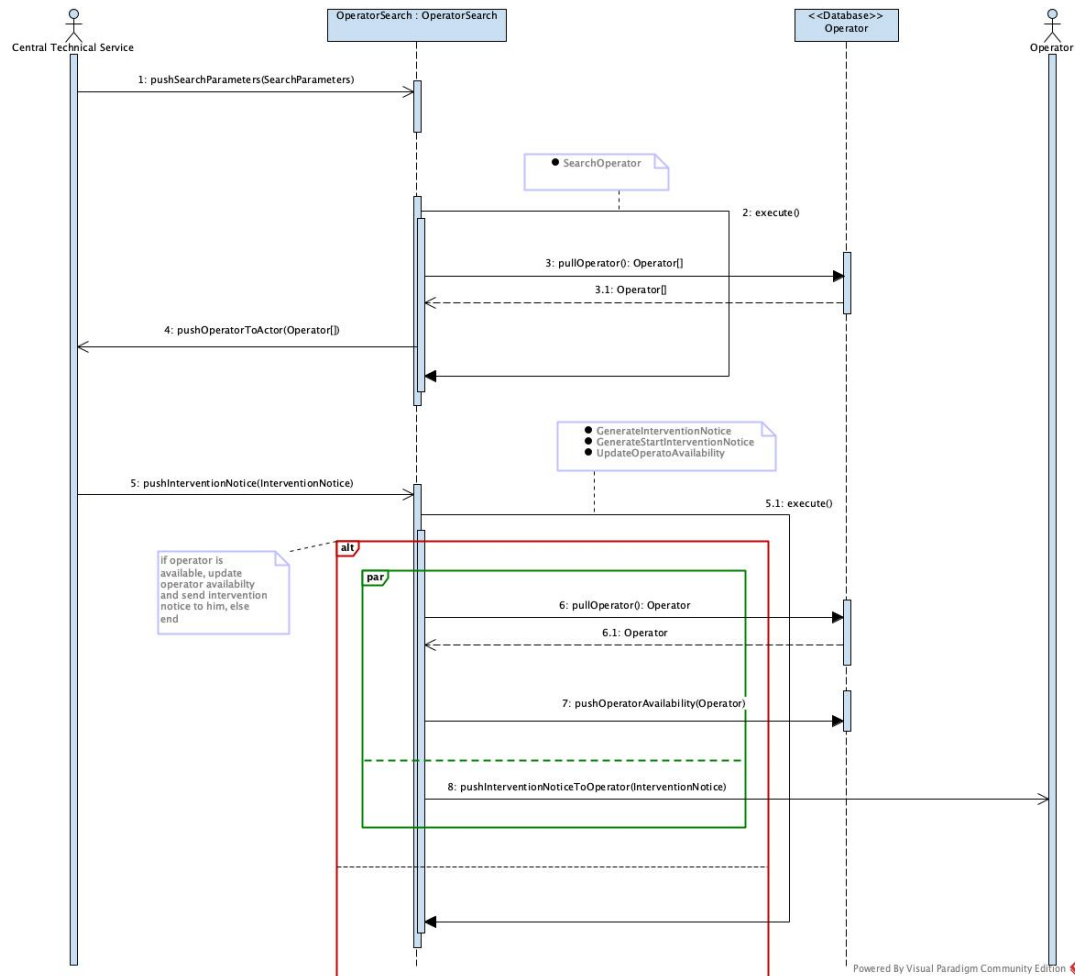 OperatorSearch : OperatorSearch
<<Database>>
Operator
Central Technical Service
Operator
1: pushSearchParameters(SearchParameters)
SearchOperator
2: execute()
3: pullOperator(): Operator[]
3.1: Operator[]
4: pushOperatorToActor(Operator[])
GenerateInterventionNotice
GenerateStartInterventionNotice
UpdateOperatoAvailability
5: pushInterventionNotice(InterventionNotice)
5.1: execute()
alt
if operator is
available, update
operator availabilty
and send intervention
notice to him, else
end
par
6: pullOperator(): Operator
6.1: Operator
7: pushOperatorAvailability(Operator)
8: pushInterventionNoticeToOperator(InterventionNotice)
Powered By Visual Paradigm Community Edition